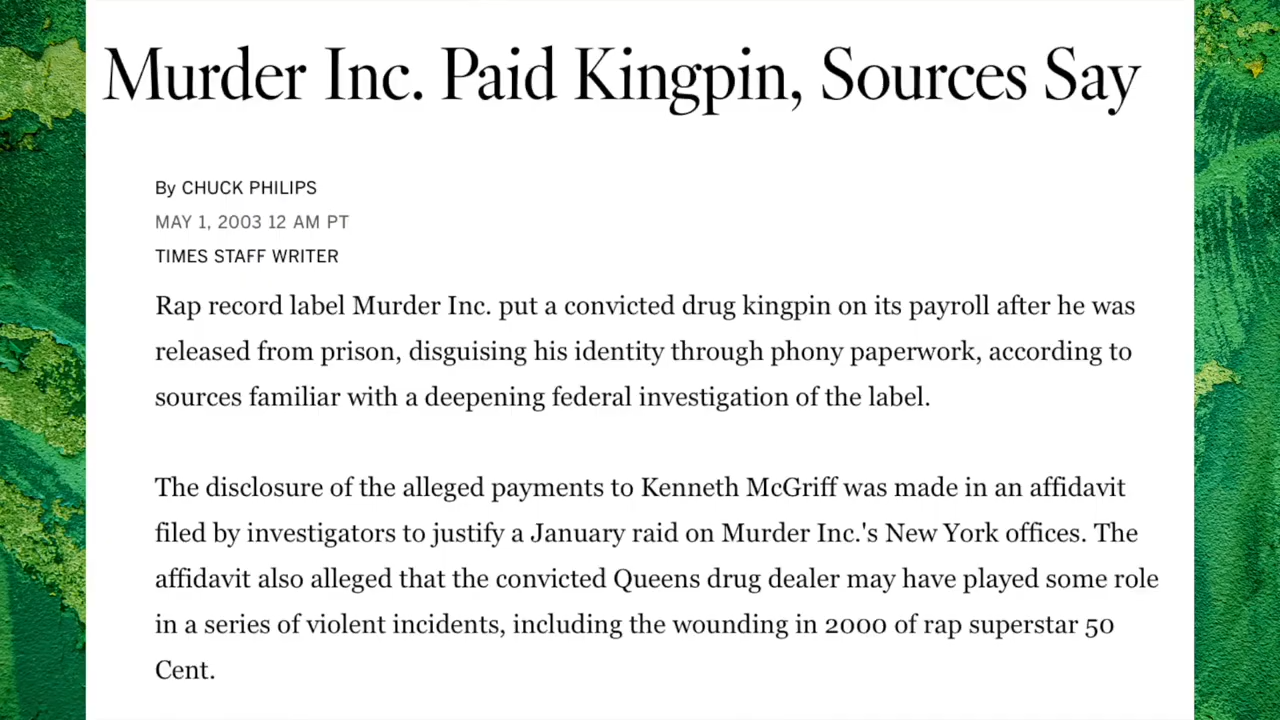 Murder Inc. Paid Kingpin, Sources Say
By CHUCK PHILIPS
MAY 1, 2003 12 AM PT
TIMES STAFF WRITER
Rap record label Murder Inc. put a convicted drug kingpin on its payroll after he was
released from prison, disguising his identity through phony paperwork, according to
sources familiar with a deepening federal investigation of the label.
The disclosure of the alleged payments to Kenneth McGriff was made in an affidavit
filed by investigators to justify a January raid on Murder Inc.'s New York offices. The
affidavit also alleged that the convicted Queens drug dealer may have played some role
in a series of violent incidents, including the wounding in 2000 of rap superstar 50
Cent.